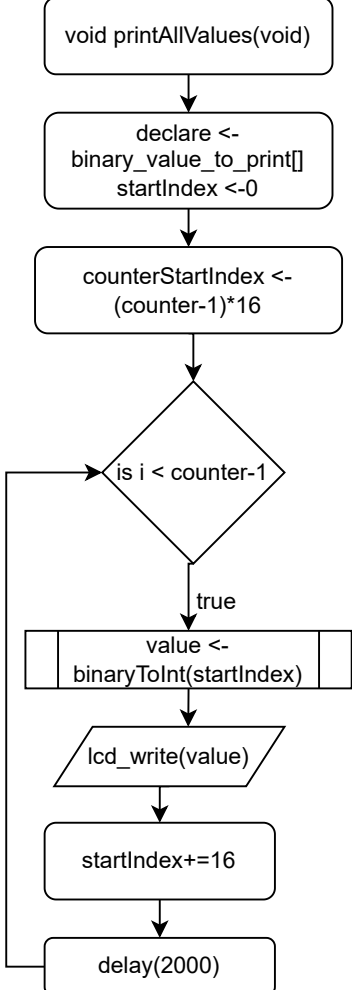 void printAllValues(void)
declare <-
binary_value_to_print[]
startIndex <-0
counterStartIndex <-
(counter-1)*16
is i < counter-1
true
value <-
binaryToInt(startIndex)
lcd_write(value)
startIndex+=16
delay(2000)